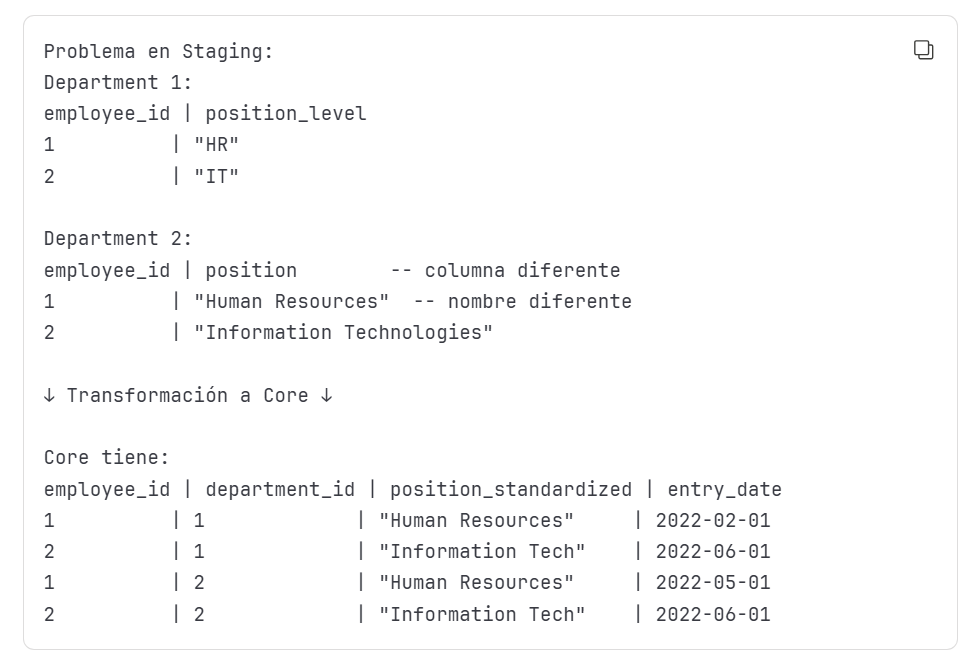 Problema en Staging:
Department 1:
employee_id | position_level
1          | "HR"
2          | "IT"

Department 2:
employee_id | position        -- columna diferente
1          | "Human Resources"  -- nombre diferente
2          | "Information Technologies"

↓ Transformación a Core ↓

Core tiene:
employee_id | department_id | position_standardized | entry_date
1          | 1             | "Human Resources"     | 2022-02-01
2          | 1             | "Information Tech"    | 2022-06-01
1          | 2             | "Human Resources"     | 2022-05-01
2          | 2             | "Information Tech"    | 2022-06-01